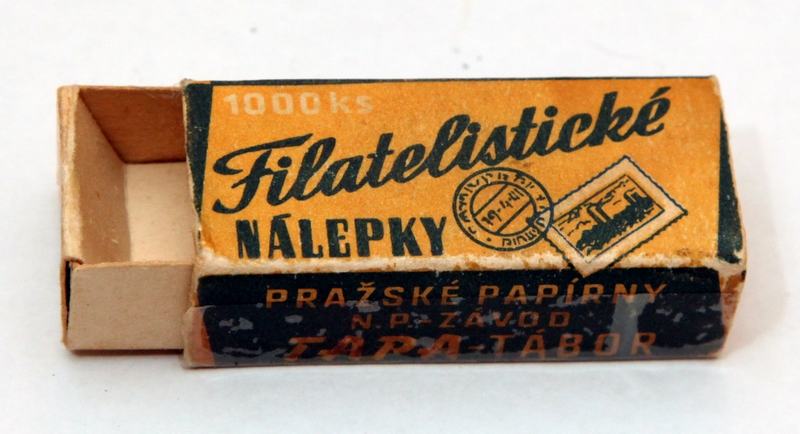 1000 ks
Filatelistické
NÁLEPKY
PRAŽSKÉ PAPÍRNY
N.P.-ZÁVOD
TAPA-TÁBOR